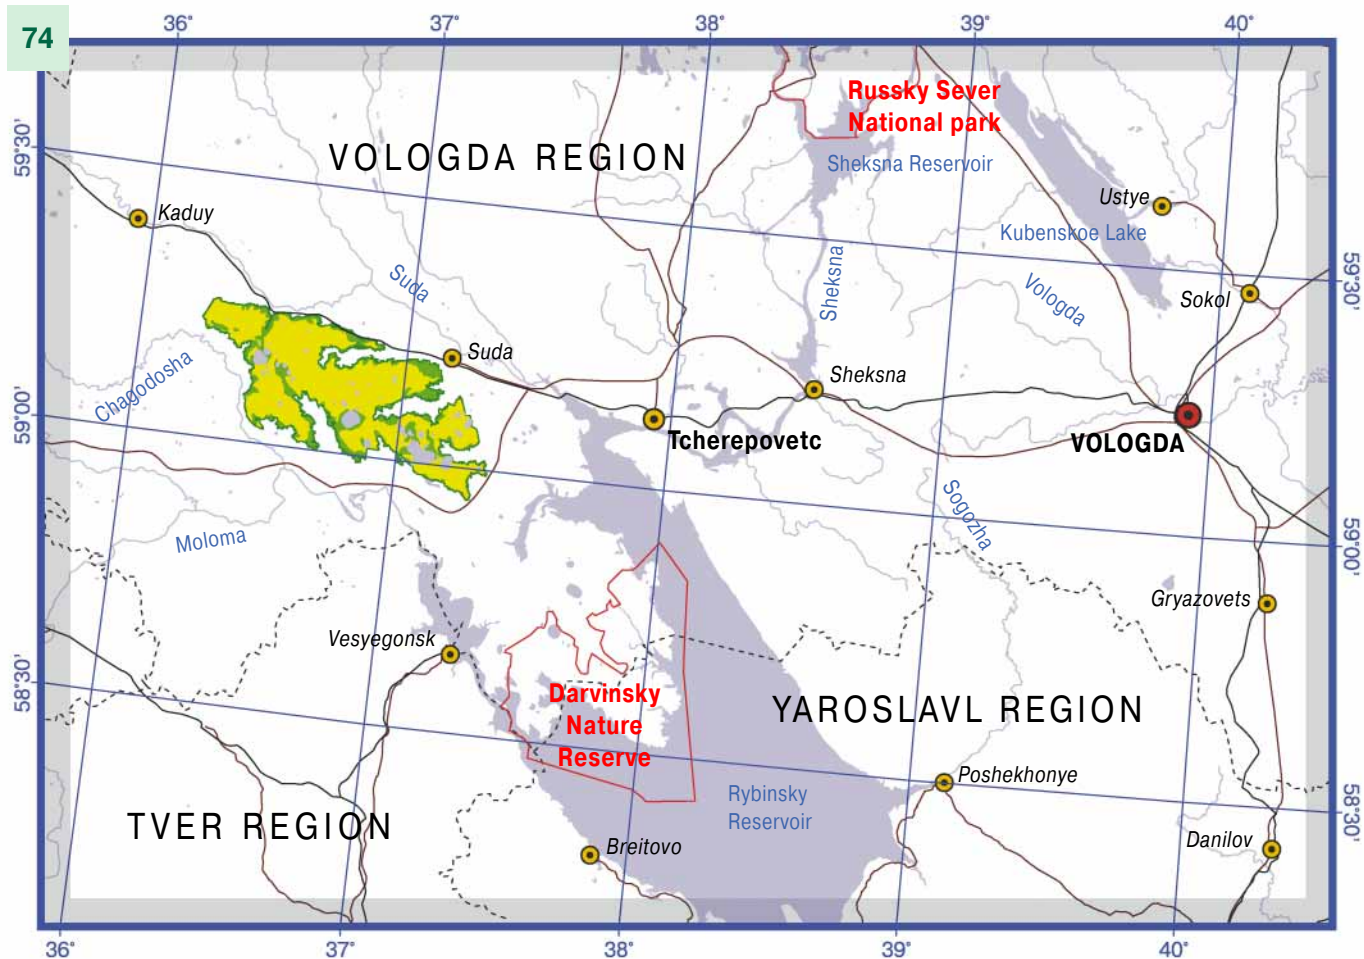 74
36°
37°
38°
39°
40°
Russky Sever
National park
59°30'
VOLOGDA REGION
Sheksna Reservoir
Ustye
Kaduy
Kubenskoe Lake
Suda
Sheksna
Vologda
Sokol
59°30'
Suda
Chagodosha
Sheksna
59°00'
Tcherepovetc
VOLOGDA
Sogozha
Moloma
59°00'
Gryazovets
Vesyegonsk
58°30'
Darvinsky
Nature
Reserve
YAROSLAVL REGION
Poshekhonye
Rybinsky
Reservoir
58°30'
TVER REGION
Breitovo
Danilov
36°
37°
38°
39°
40°